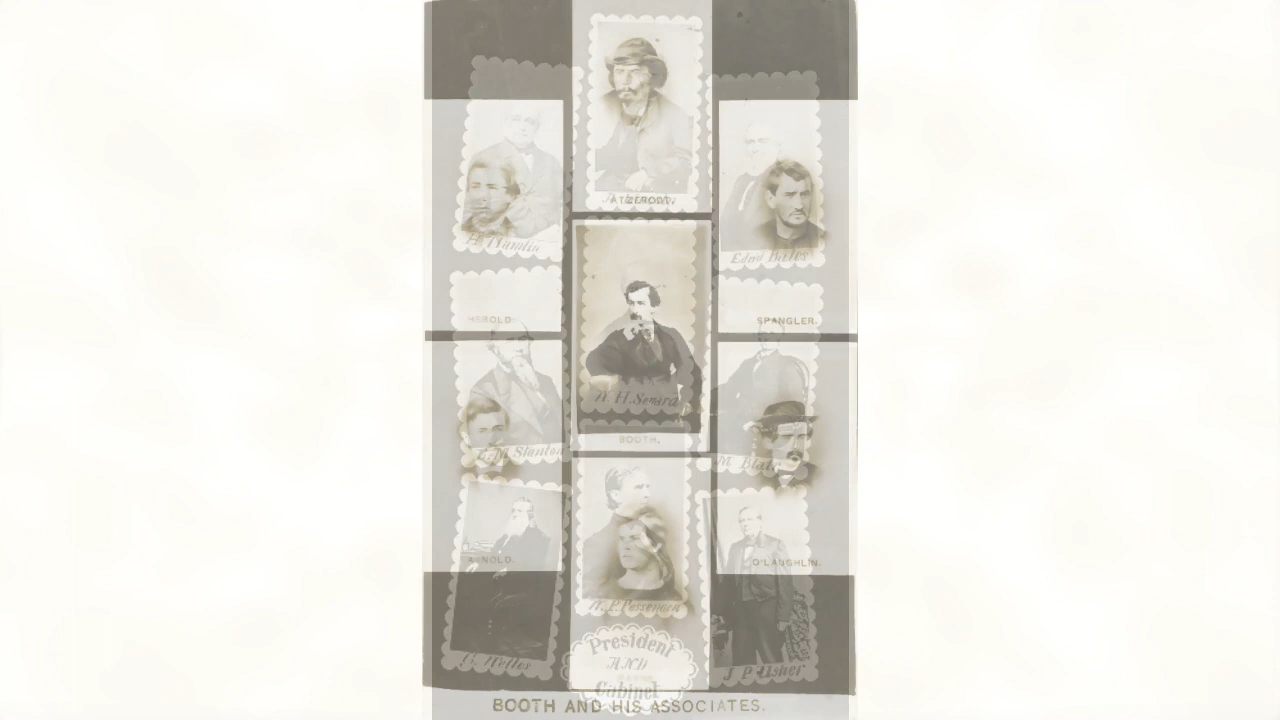 ATZERODT.
H. Hamlin
Edwd Bates
HEROLD.
SPANGLER.
W. H. Seward
BOOTH,
E. M. Stanton
M. Blair
ARNOLD.
O'LAUGHLIN.
W. P. Fessenden
G. Welles
J. P. Usher
President
AND
Cabinet
BOOTH AND HIS ASSOCIATES.